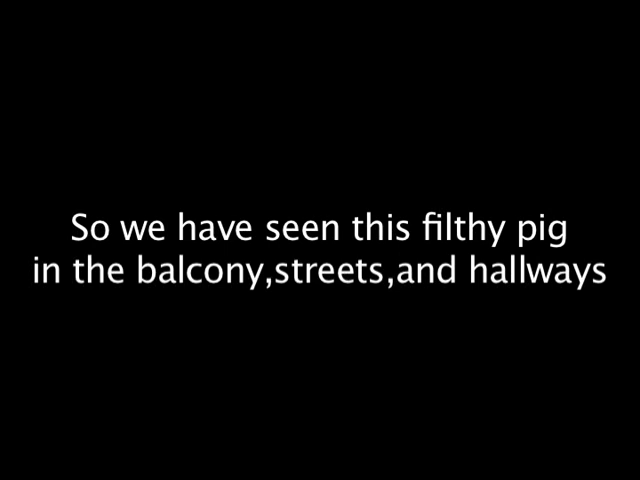 So we have seen this filthy pig
in the balcony,streets,and hallways